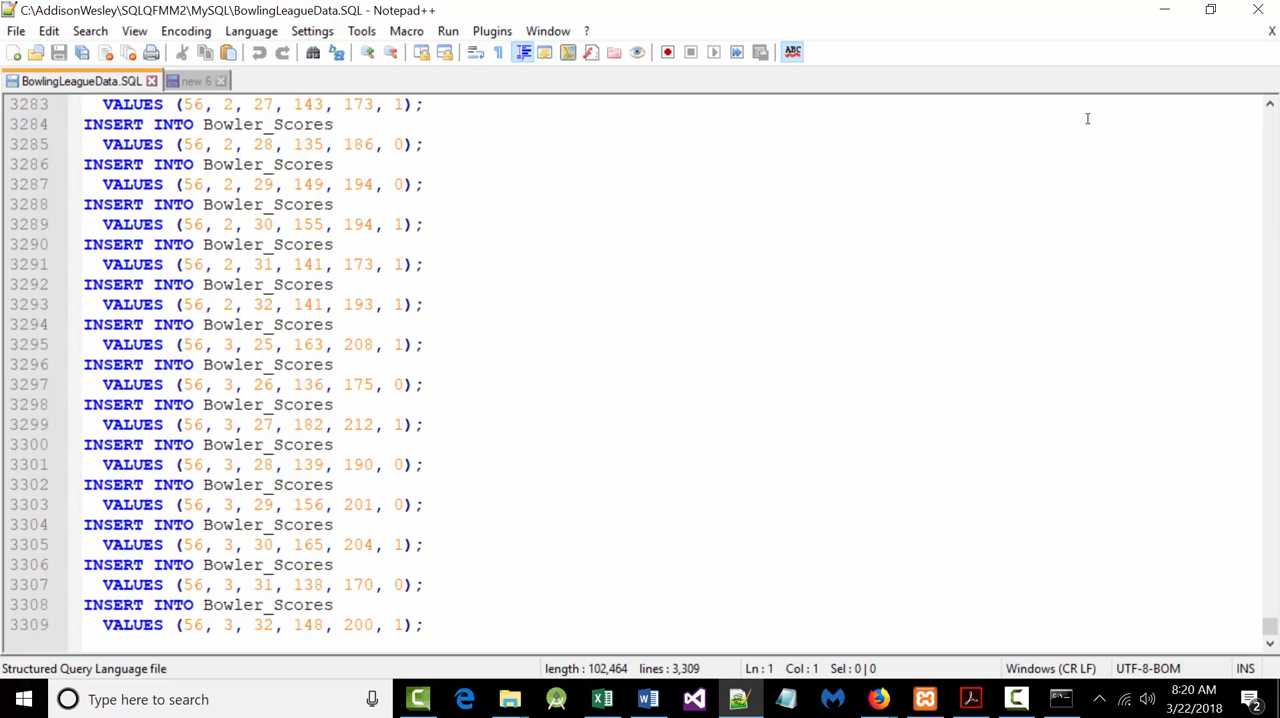 C:\AddisonWesley\SQLQFMM2\MySQL\BowlingLeagueData.SQL - Notepad++
File Edit Search View Encoding Language Settings Tools Macro Run Plugins Window ? X
ABC
BowlingLeagueData.SQL new 6
3283 VALUES (56, 2, 27, 143, 173, 1);
3284 INSERT INTO Bowler_Scores
3285 VALUES (56, 2, 28, 135, 186, 0);
3286 INSERT INTO Bowler_Scores
3287 VALUES (56, 2, 29, 149, 194, 0);
3288 INSERT INTO Bowler_Scores
3289 VALUES (56, 2, 30, 155, 194, 1);
3290 INSERT INTO Bowler_Scores
3291 VALUES (56, 2, 31, 141, 173, 1);
3292 INSERT INTO Bowler_Scores
3293 VALUES (56, 2, 32, 141, 193, 1);
3294 INSERT INTO Bowler_Scores
3295 VALUES (56, 3, 25, 163, 208, 1);
3296 INSERT INTO Bowler_Scores
3297 VALUES (56, 3, 26, 136, 175, 0);
3298 INSERT INTO Bowler_Scores
3299 VALUES (56, 3, 27, 182, 212, 1);
3300 INSERT INTO Bowler_Scores
3301 VALUES (56, 3, 28, 139, 190, 0);
3302 INSERT INTO Bowler_Scores
3303 VALUES (56, 3, 29, 156, 201, 0);
3304 INSERT INTO Bowler_Scores
3305 VALUES (56, 3, 30, 165, 204, 1);
3306 INSERT INTO Bowler_Scores
3307 VALUES (56, 3, 31, 138, 170, 0);
3308 INSERT INTO Bowler_Scores
3309 VALUES (56, 3, 32, 148, 200, 1);
Structured Query Language file length : 102,464 lines : 3,309 Ln : 1 Col : 1 Sel : 0 | 0 Windows (CR LF) UTF-8-BOM INS
Type here to search
8:20 AM
3/22/2018
2